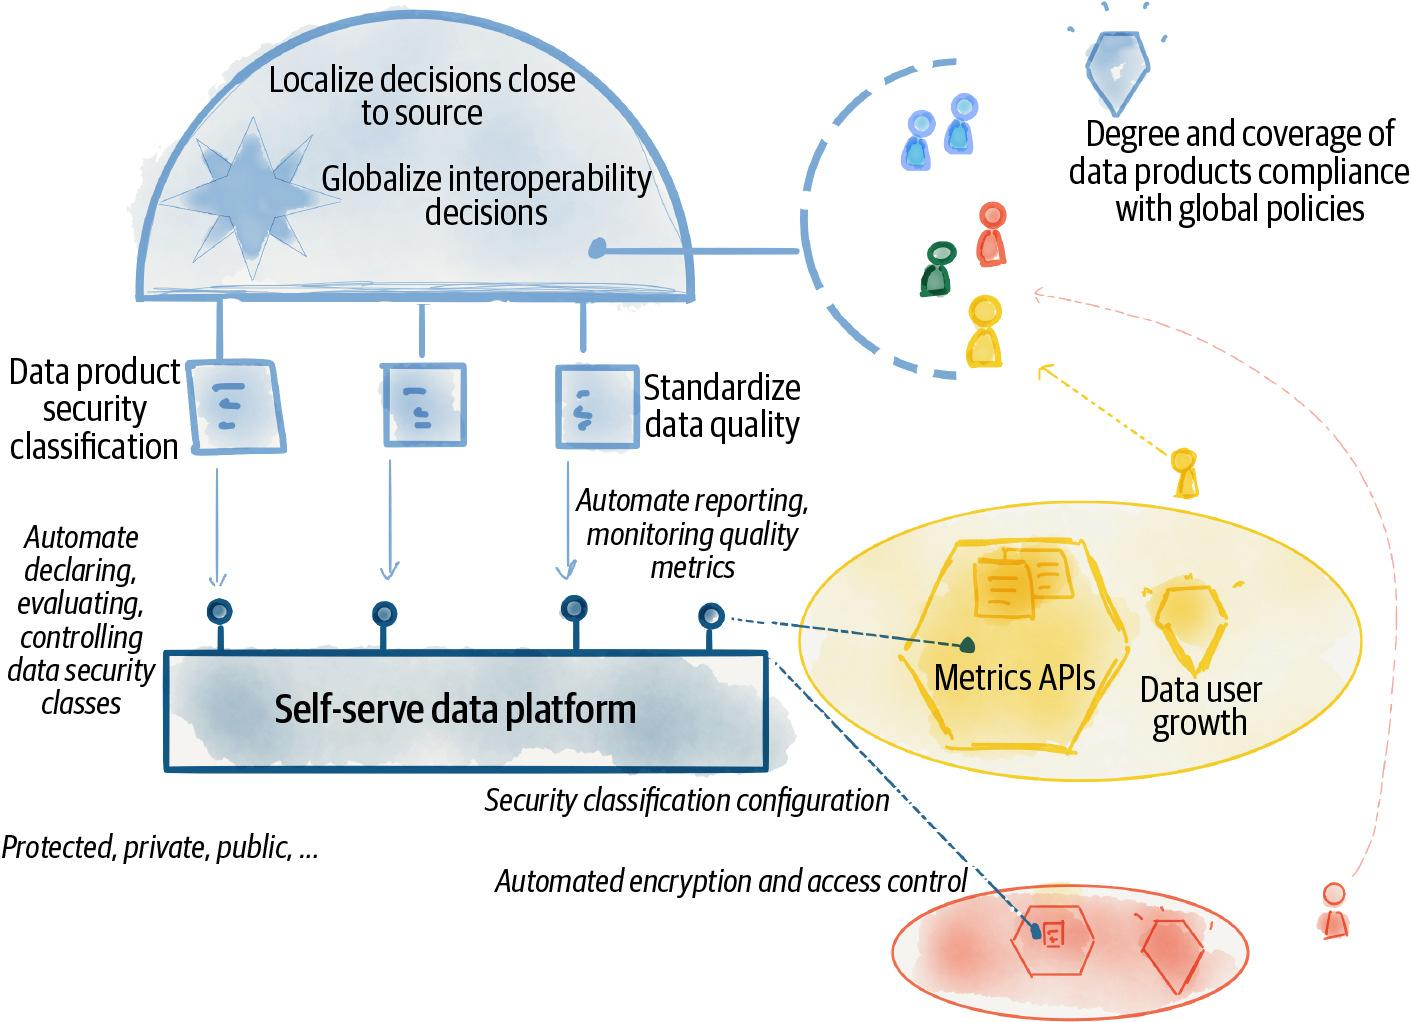 Localize decisions close
to source
Globalize interoperability
decisions
Degree and coverage of
data products compliance
with global policies
Data product
security
classification
Standardize
data quality
Automate
declaring,
evaluating,
controlling
data security
classes
Automate reporting,
monitoring quality
metrics
Self-serve data platform
Metrics APIs
Data user
growth
Security classification configuration
Protected, private, public, ...
Automated encryption and access control